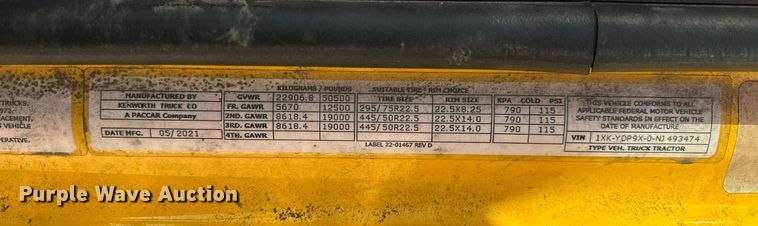 TRUCKS.
972.
ACEMENT.
VEHICLE
RATIVE.
MANUFACTURED BY
KENWORTH TRUCK CO
A PACCAR Company
DATE MFG. 05/2021
KILOGRAMS / POUNDS SUITABLE TIRE - RIM CHOICE
GVWR 22906.8 50500 TIRE SIZE RIM SIZE KPA COLD PSI
FR. GAWR 5670 12500 295/75R22.5 22.5X8.25 790 115
2ND. GAWR 8618.4 19000 445/50R22.5 22.5X14.0 790 115
3RD. GAWR 8618.4 19000 445/50R22.5 22.5X14.0 790 115
4TH. GAWR
LABEL 22-01467 REV D
THIS VEHICLE CONFORMS TO ALL
APPLICABLE FEDERAL MOTOR VEHICLE
SAFETY STANDARDS IN EFFECT ON THE
DATE OF MANUFACTURE
VIN 1XK-YDP9X-0-NJ493474
TYPE VEH. TRUCK TRACTOR
Purple Wave Auction